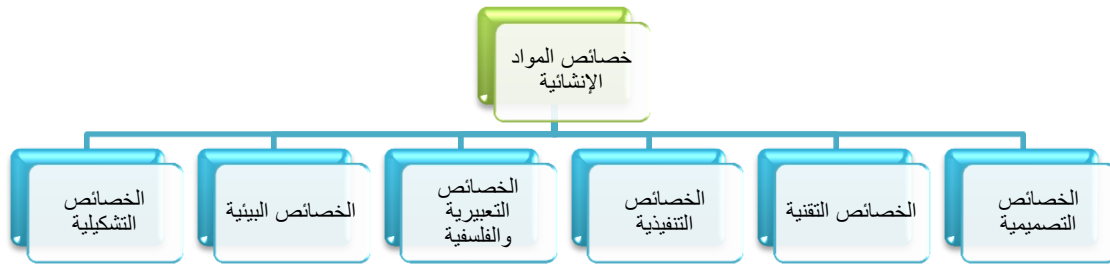 خصائص المواد
الإنشائية
الخصائص
التصميمية
الخصائص التقنية
الخصائص
التنفيذية
الخصائص
التعبيرية
والفلسفية
الخصائص البيئية
الخصائص
التشكيلية